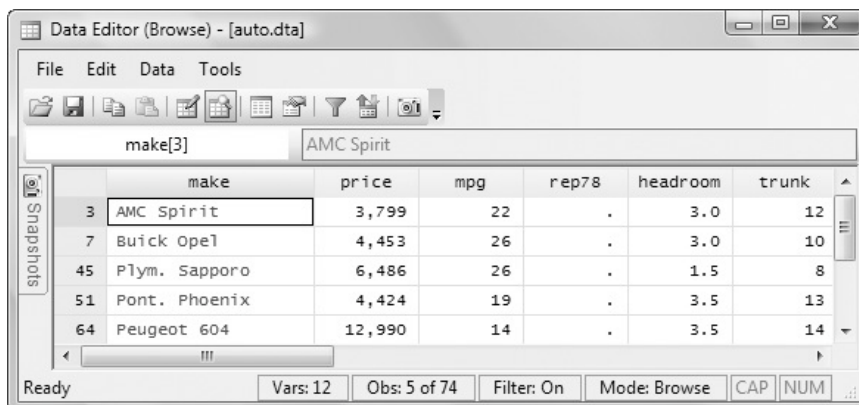 Data Editor (Browse) - [auto.dta]
File Edit Data Tools
make[3] AMC Spirit
Snapshots
make price mpg rep78 headroom trunk
3 AMC Spirit 3,799 22 . 3.0 12
7 Buick Opel 4,453 26 . 3.0 10
45 Plym. Sapporo 6,486 26 . 1.5 8
51 Pont. Phoenix 4,424 19 . 3.5 13
64 Peugeot 604 12,990 14 . 3.5 14
Ready Vars: 12 Obs: 5 of 74 Filter: On Mode: Browse CAP NUM